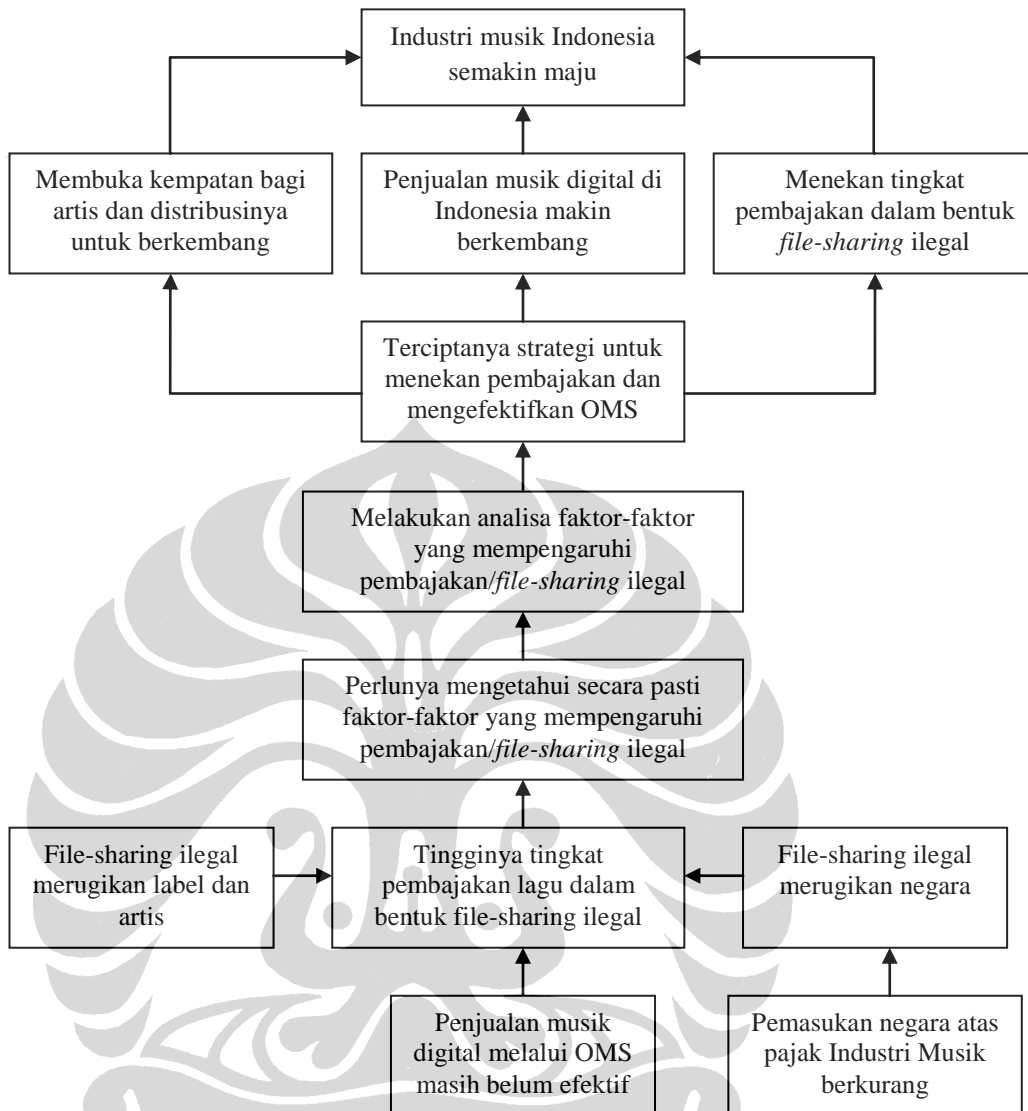 Industri musik Indonesia
semakin maju
Membuka kempatan bagi
artis dan distribusinya
untuk berkembang
Penjualan musik digital di
Indonesia makin
berkembang
Menekan tingkat
pembajakan dalam bentuk
file-sharing ilegal
Terciptanya strategi untuk
menekan pembajakan dan
mengefektifkan OMS
Melakukan analisa faktor-faktor
yang mempengaruhi
pembajakan/file-sharing ilegal
Perlunya mengetahui secara pasti
faktor-faktor yang mempengaruhi
pembajakan/file-sharing ilegal
File-sharing ilegal
merugikan label dan
artis
Tingginya tingkat
pembajakan lagu dalam
bentuk file-sharing ilegal
File-sharing ilegal
merugikan negara
Penjualan musik
digital melalui OMS
masih belum efektif
Pemasukan negara atas
pajak Industri Musik
berkurang